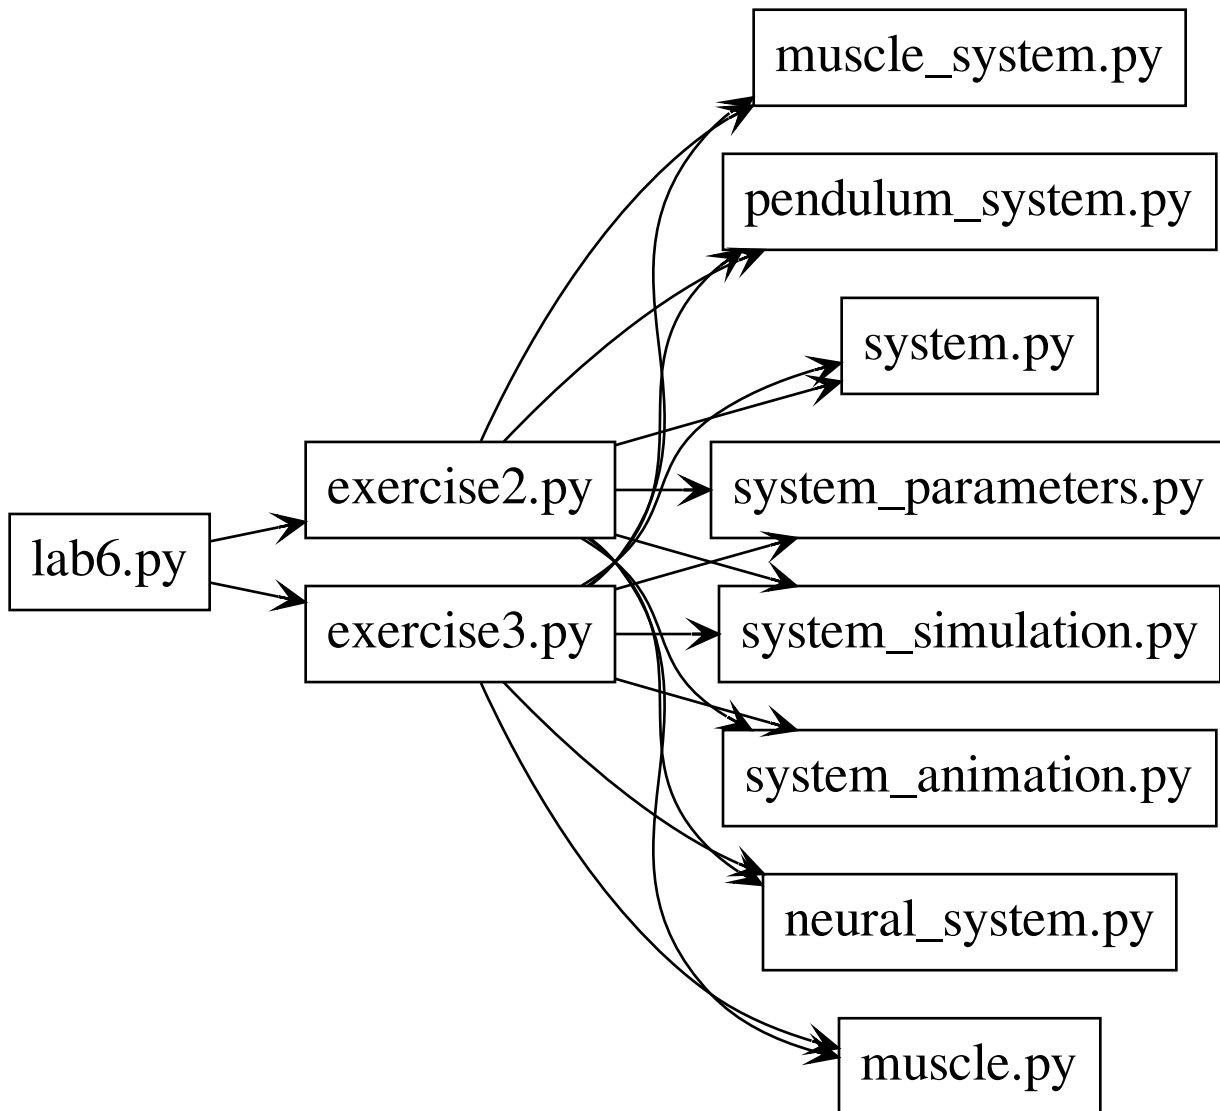 muscle_system.py
pendulum_system.py
system.py
exercise2.py
system_parameters.py
lab6.py
exercise3.py
system_simulation.py
system_animation.py
neural_system.py
muscle.py